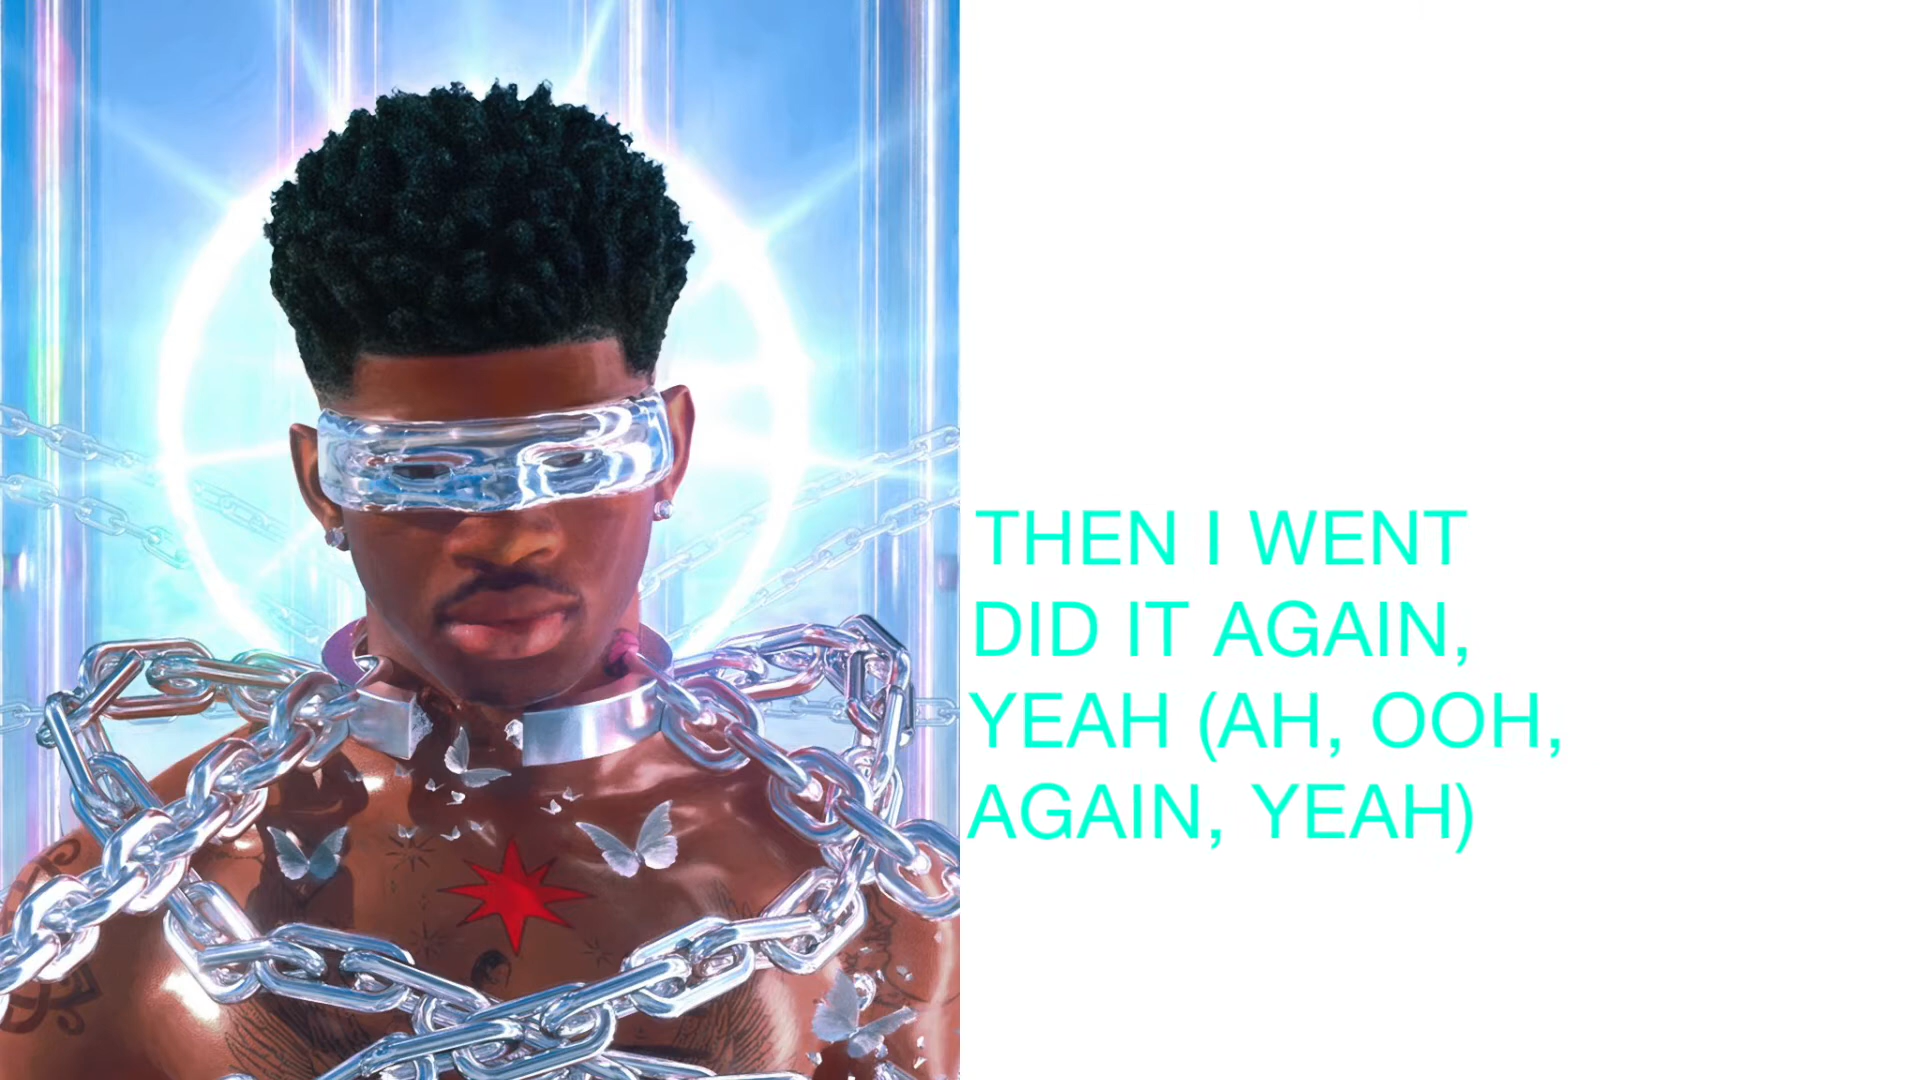 THEN I WENT
DID IT AGAIN,
YEAH (AH, OOH,
AGAIN, YEAH)